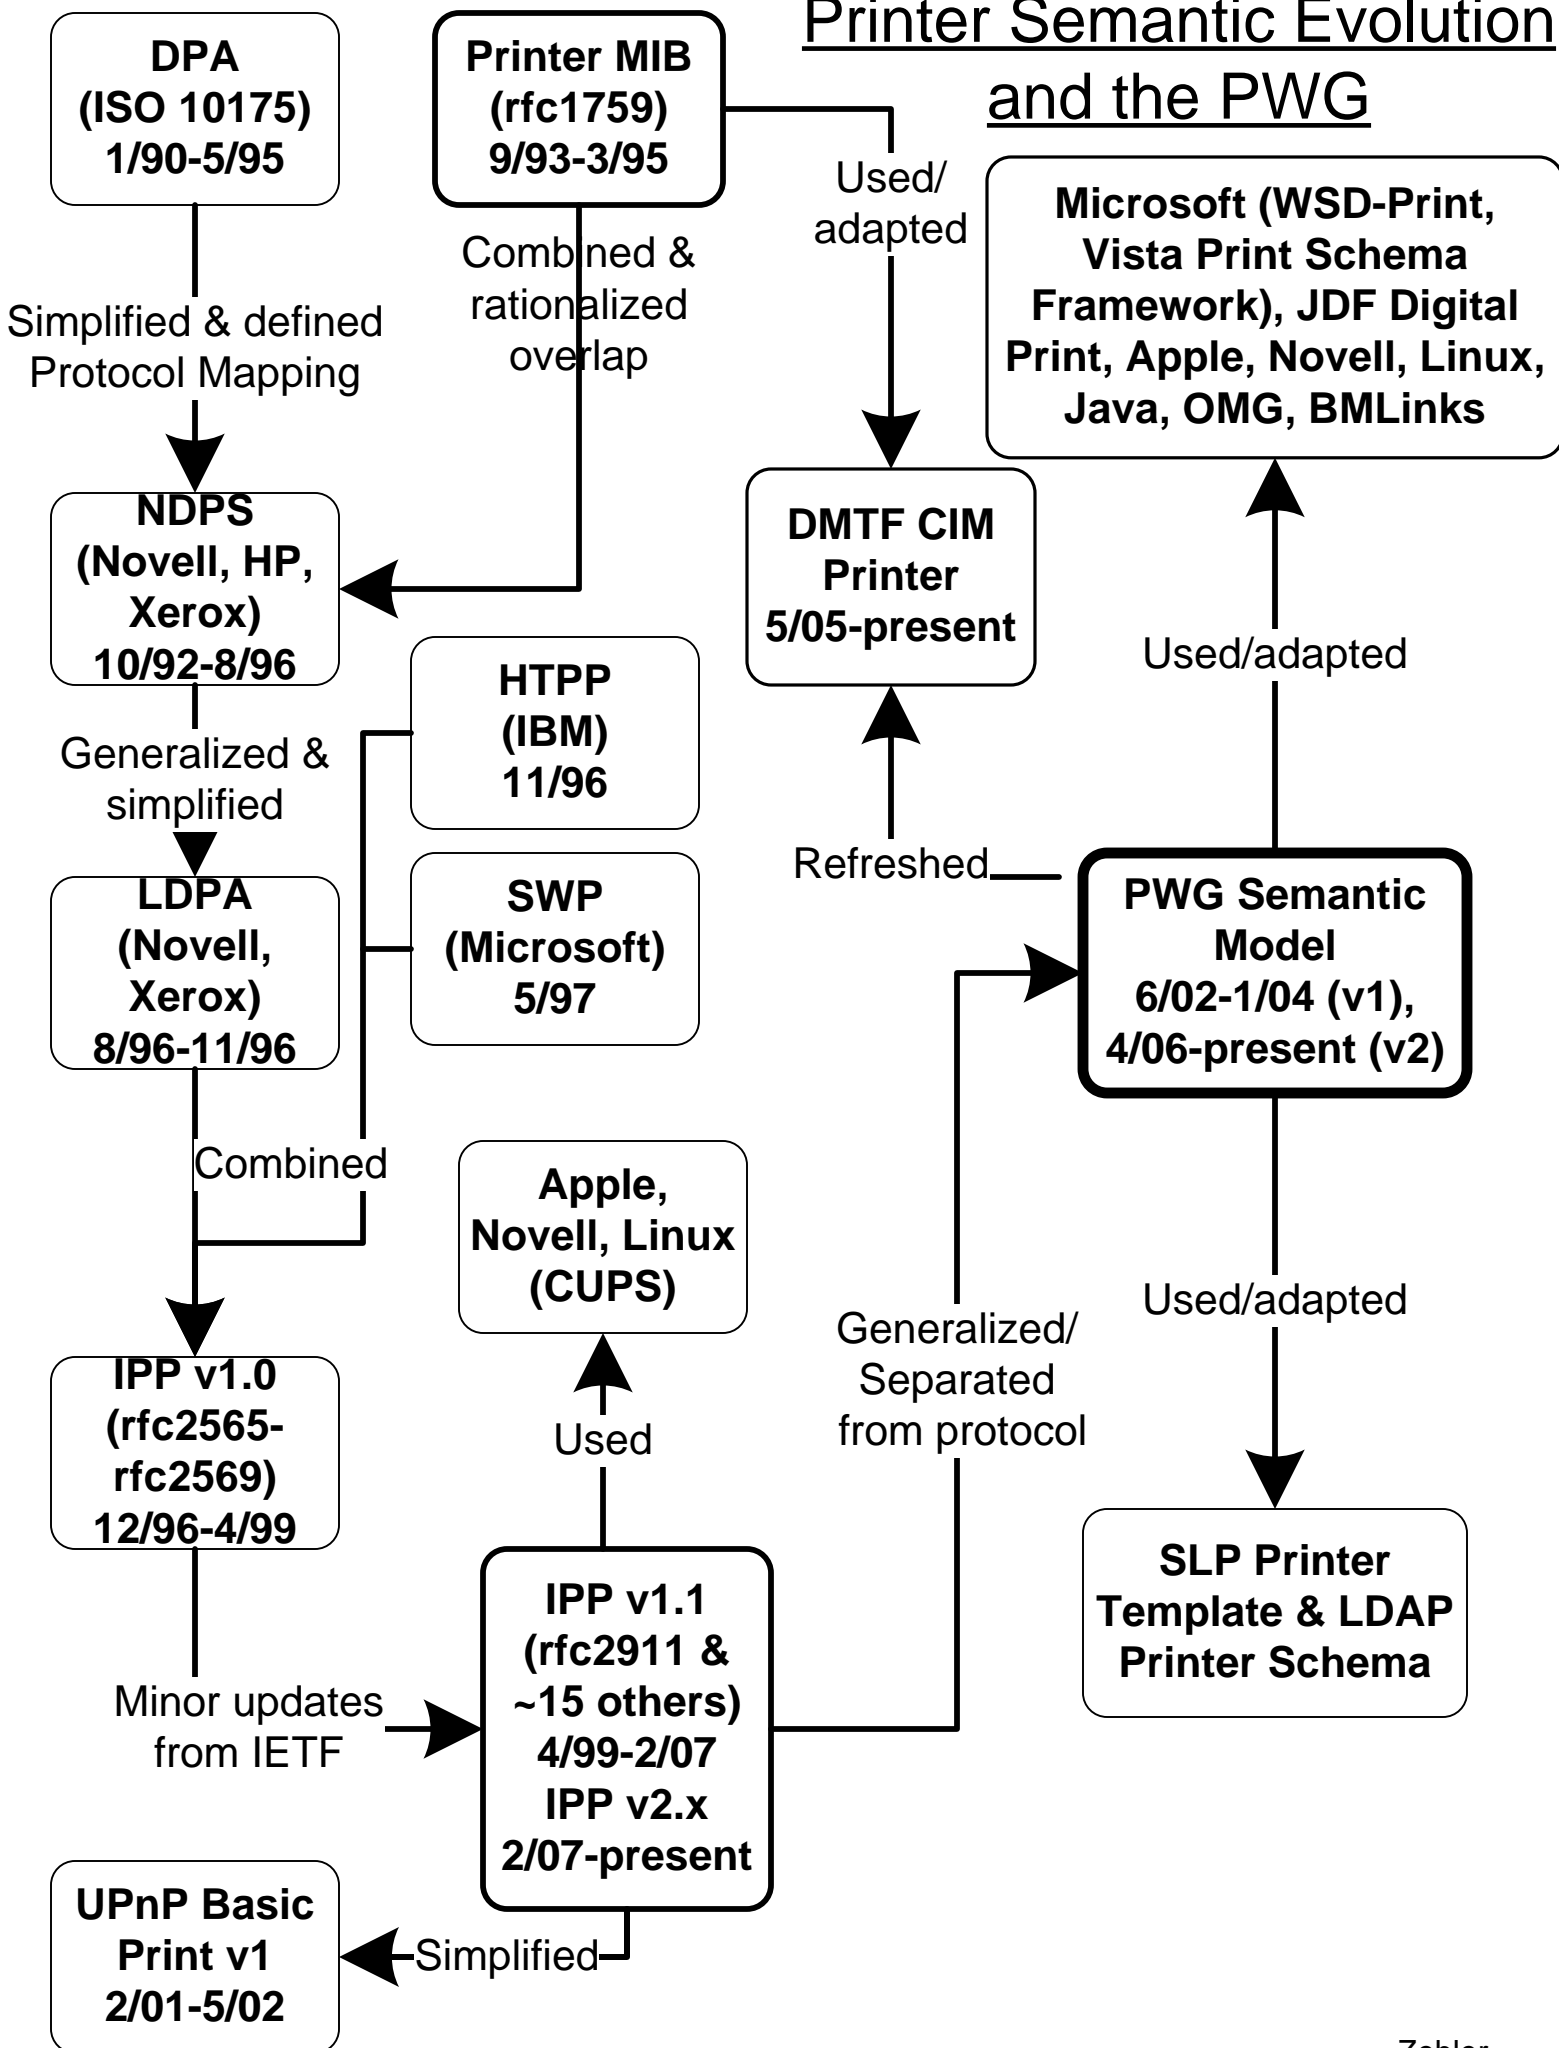 Printer Semantic Evolution
and the PWG
DPA
(ISO 10175)
1/90-5/95
Printer MIB
(rfc1759)
9/93-3/95
Used/
adapted
Microsoft (WSD-Print,
Vista Print Schema
Framework), JDF Digital
Print, Apple, Novell, Linux,
Java, OMG, BMLinks
Simplified & defined
Protocol Mapping
Combined &
rationalized
overlap
NDPS
(Novell, HP,
Xerox)
10/92-8/96
DMTF CIM
Printer
5/05-present
Used/adapted
Generalized &
simplified
HTPP
(IBM)
11/96
Refreshed
LDPA
(Novell,
Xerox)
8/96-11/96
SWP
(Microsoft)
5/97
PWG Semantic
Model
6/02-1/04 (v1),
4/06-present (v2)
Combined
Apple,
Novell, Linux
(CUPS)
Generalized/
Separated
from protocol
Used/adapted
IPP v1.0
(rfc2565-
rfc2569)
12/96-4/99
Used
IPP v1.1
(rfc2911 &
~15 others)
4/99-2/07
IPP v2.x
2/07-present
SLP Printer
Template & LDAP
Printer Schema
Minor updates
from IETF
UPnP Basic
Print v1
2/01-5/02
Simplified